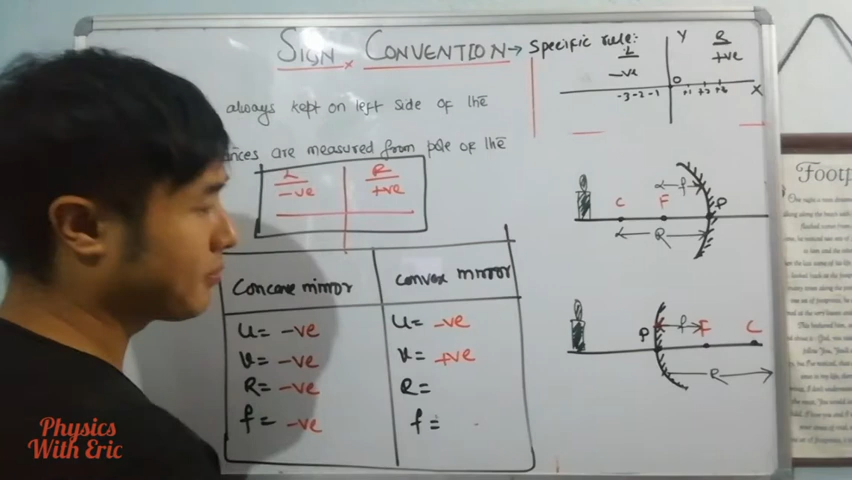 SIGN CONVENTION → Specific rule:
always kept on left side of the
ances are measured from pole of the
L R
-ve +ve
Concave mirror convex mirror
u = -ve u = -ve
v = -ve v = +ve
R = -ve R =
f = -ve f =
Y
L R
-ve +ve
O
-3 -2 -1 +1 +2 +3 X
f
C F P
R
P f F C
R
Physics
With Eric
Footp